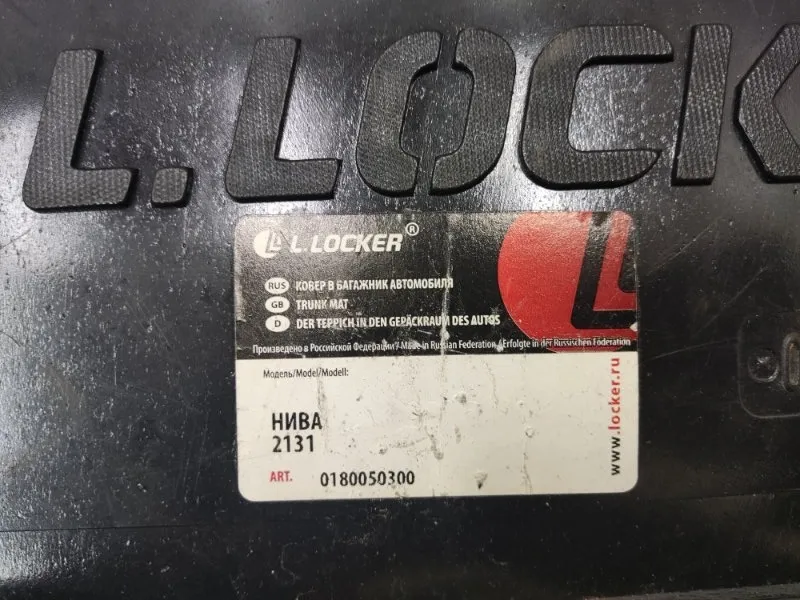 L.LOCK
L.LOCKER®
RUS КОВЕР В БАГАЖНИК АВТОМОБИЛЯ
GB TRUNK MAT
D DER TEPPICH IN DEN GEPÄCKRAUM DES AUTOS
Произведено в Российской Федерации / Made in Russian Federation / Erfolgte in der Russischen Föderation
Модель/Model/Modell:
НИВА
2131
ART. 0180050300
www.locker.ru